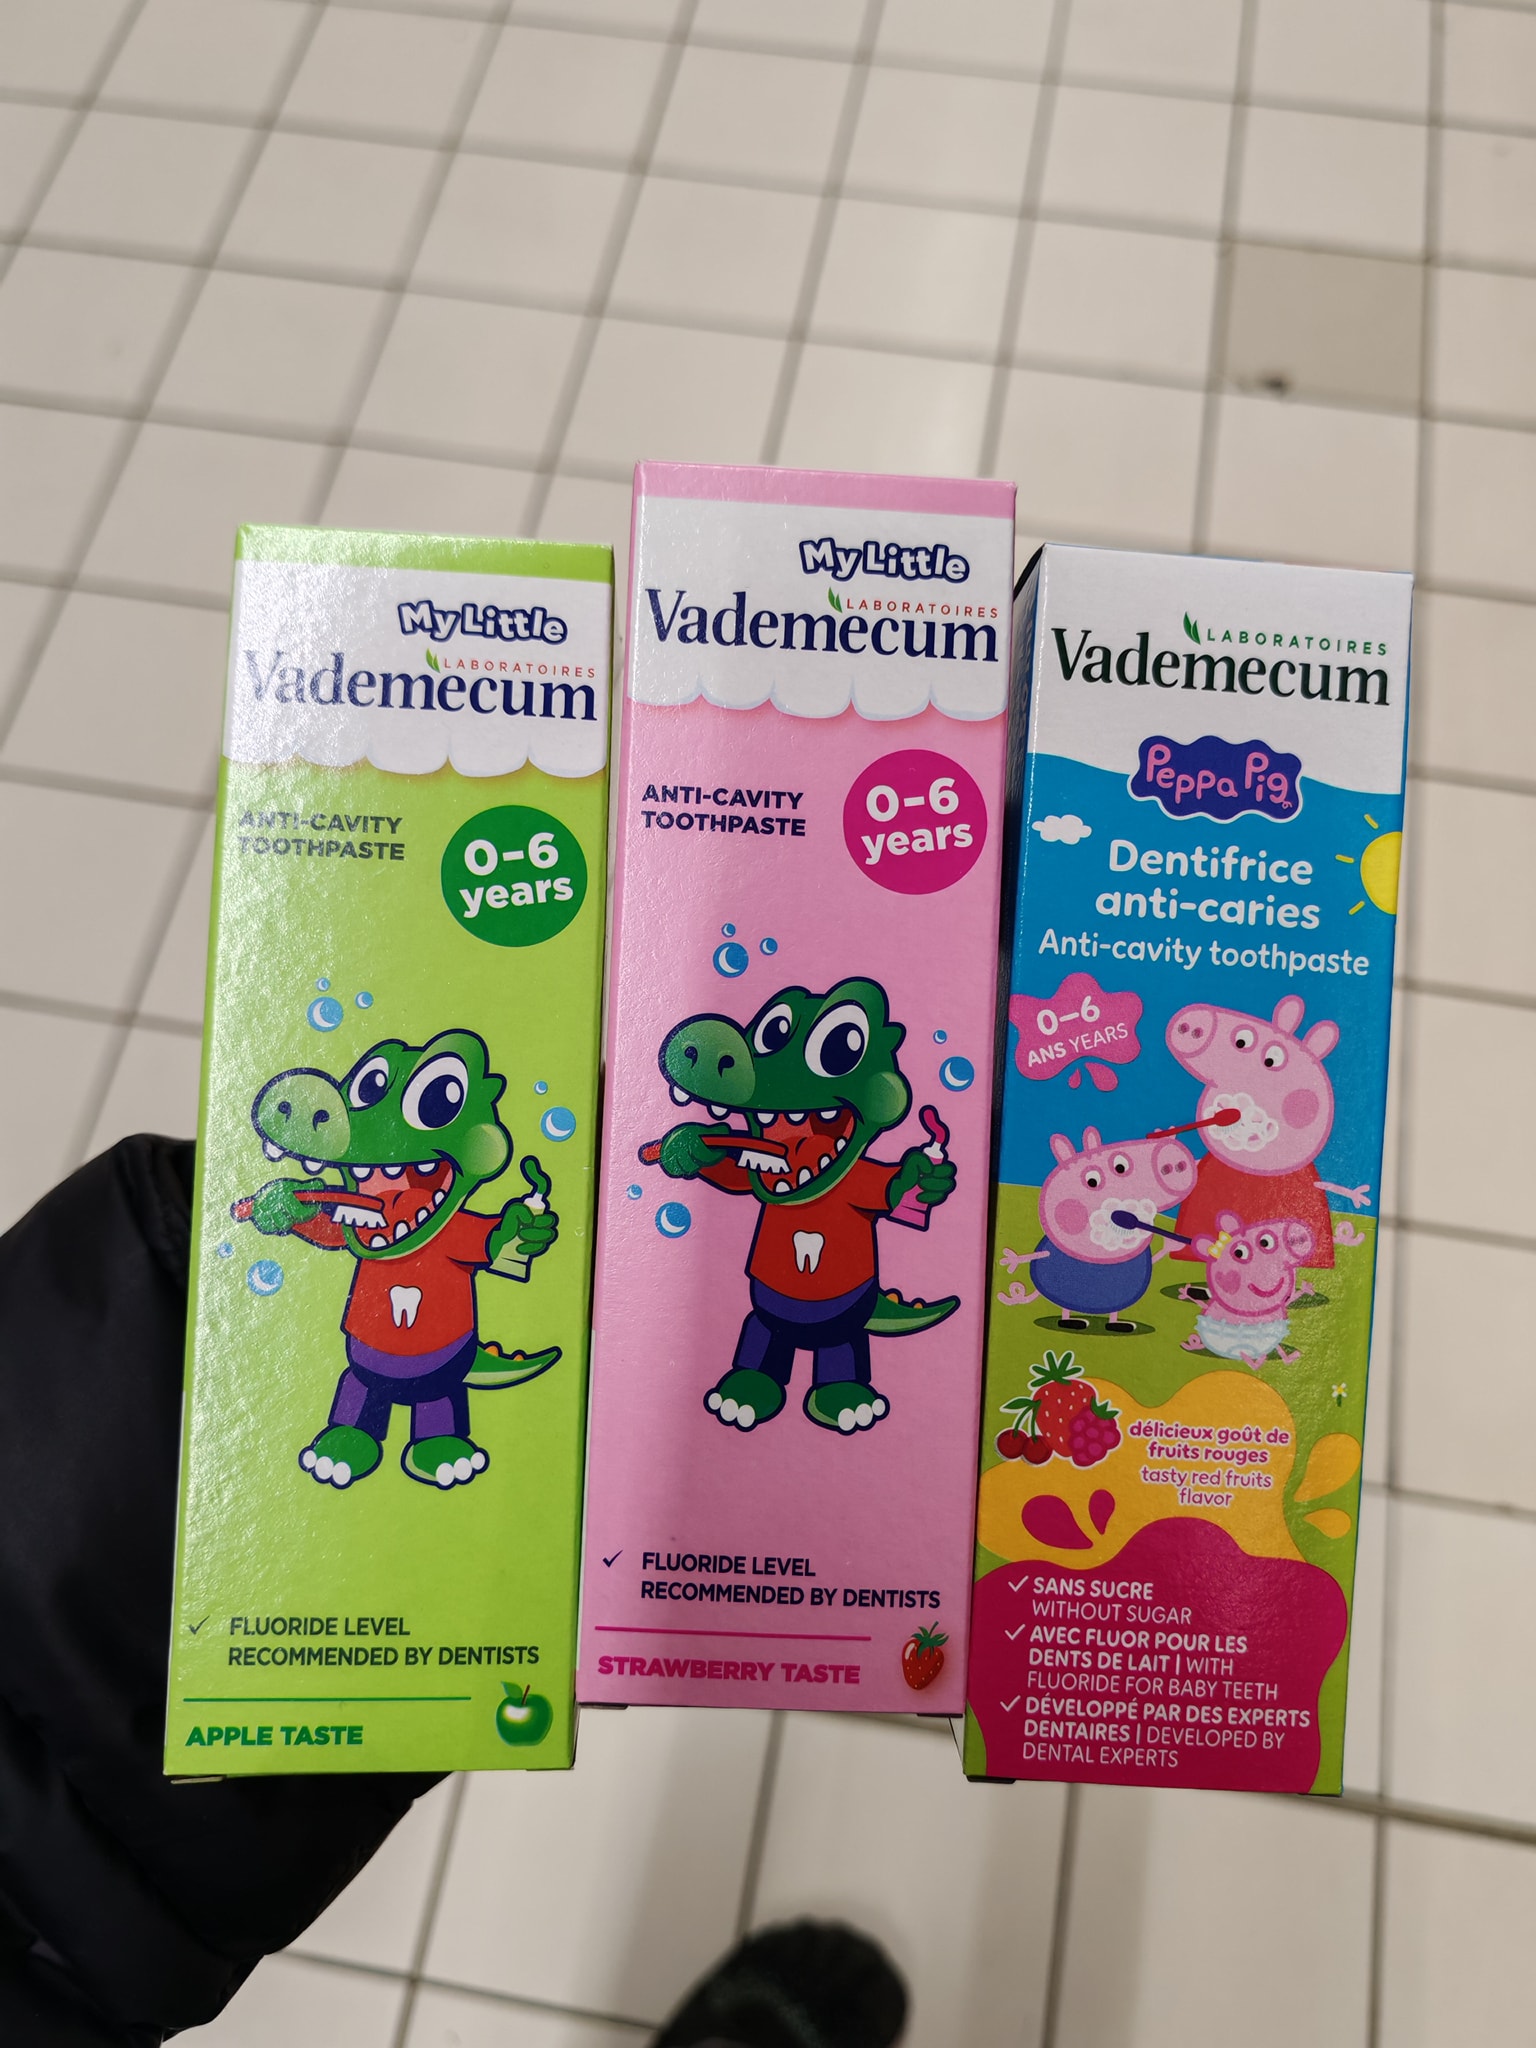 My Little
LABORATOIRES
Vademecum
ANTI-CAVITY
TOOTHPASTE
0-6
years
FLUORIDE LEVEL
RECOMMENDED BY DENTISTS
APPLE TASTE
My Little
LABORATOIRES
Vademecum
ANTI-CAVITY
TOOTHPASTE
0-6
years
FLUORIDE LEVEL
RECOMMENDED BY DENTISTS
STRAWBERRY TASTE
LABORATOIRES
Vademecum
Peppa Pig
Dentifrice
anti-caries
Anti-cavity toothpaste
0-6
ANS YEARS
délicieux goût de
fruits rouges
tasty red fruits
flavor
SANS SUCRE
WITHOUT SUGAR
AVEC FLUOR POUR LES
DENTS DE LAIT | WITH
FLUORIDE FOR BABY TEETH
DÉVELOPPÉ PAR DES EXPERTS
DENTAIRES | DEVELOPED BY
DENTAL EXPERTS